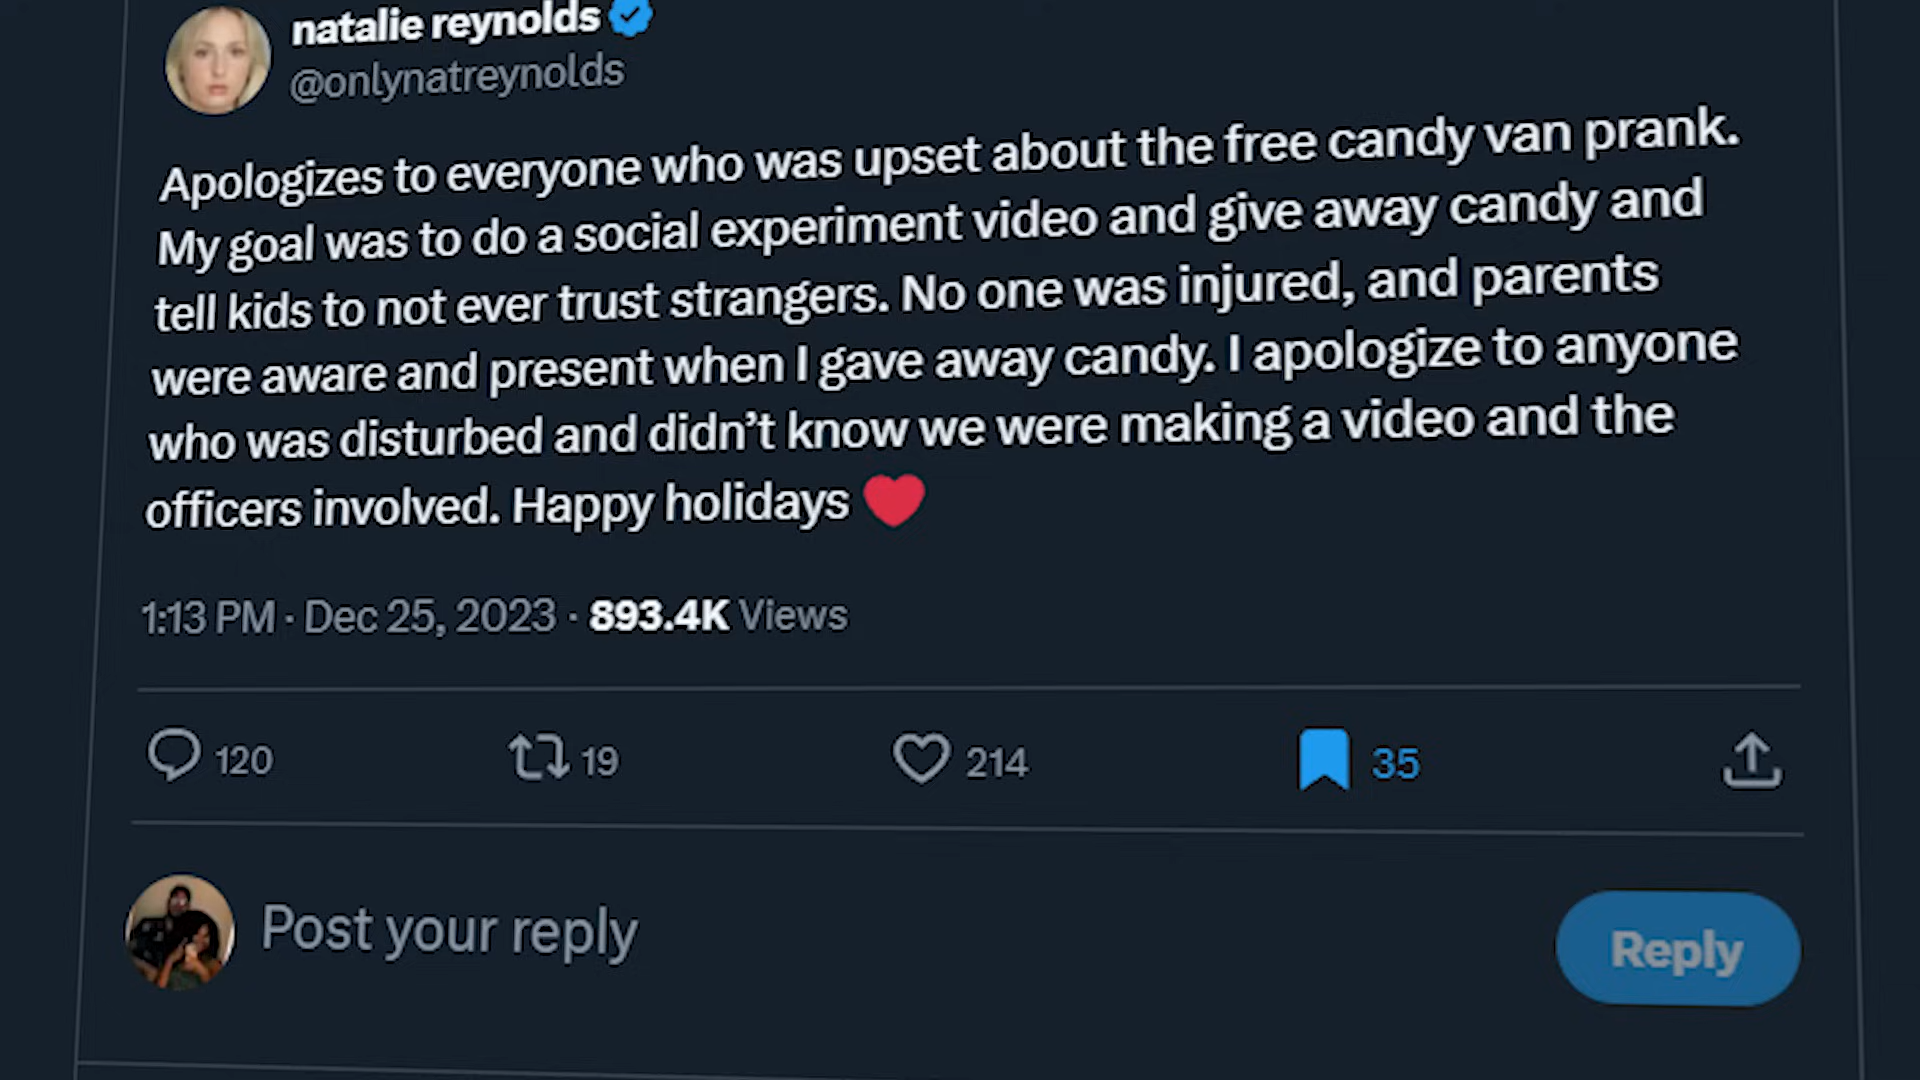 natalie reynolds
@onlynatreynolds
Apologizes to everyone who was upset about the free candy van prank.
My goal was to do a social experiment video and give away candy and
tell kids to not ever trust strangers. No one was injured, and parents
were aware and present when I gave away candy. I apologize to anyone
who was disturbed and didn’t know we were making a video and the
officers involved. Happy holidays ❤️
1:13 PM · Dec 25, 2023 · 893.4K Views
120 19 214 35
Post your reply Reply